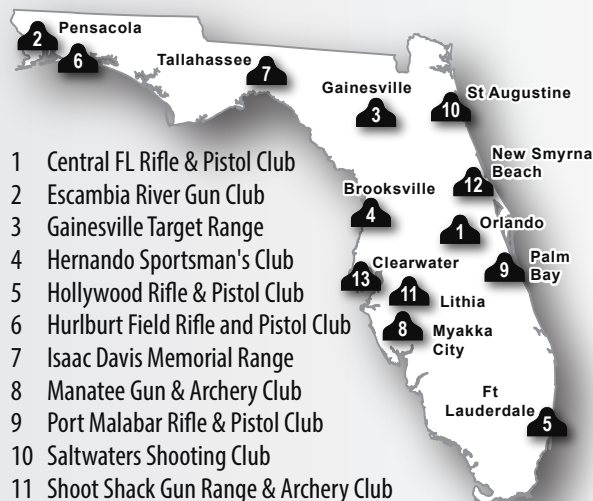 Pensacola
2
6
Tallahassee
7
Gainesville
3
St Augustine
10
New Smyrna
Beach
12
Brooksville
4
Orlando
1
Clearwater
13
Palm
Bay
9
11
Lithia
8
Myakka
City
Ft
Lauderdale
5
1 Central FL Rifle & Pistol Club
2 Escambia River Gun Club
3 Gainesville Target Range
4 Hernando Sportsman's Club
5 Hollywood Rifle & Pistol Club
6 Hurlburt Field Rifle and Pistol Club
7 Isaac Davis Memorial Range
8 Manatee Gun & Archery Club
9 Port Malabar Rifle & Pistol Club
10 Saltwaters Shooting Club
11 Shoot Shack Gun Range & Archery Club